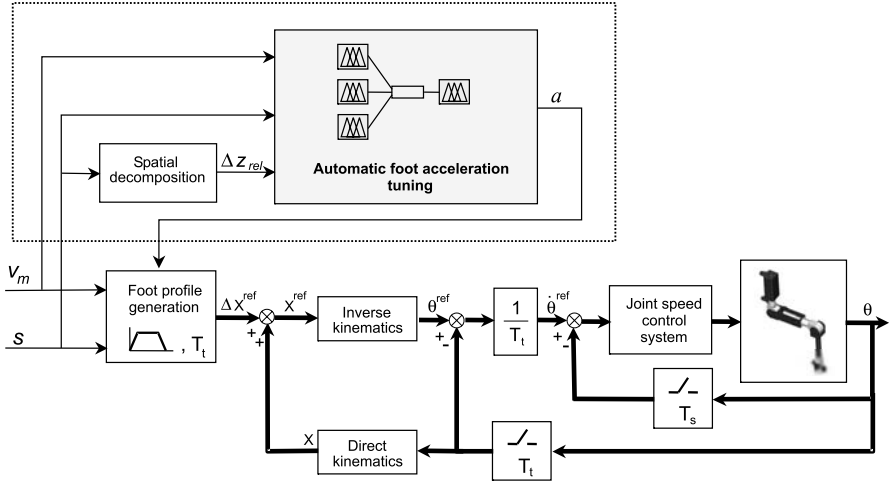 a
Spatial
decomposition
Δ z_rel
Automatic foot acceleration
tuning
V_m
s
Foot profile
generation
, T_t
ΔX^ref
+
+
X^ref
Inverse
kinematics
θ^ref
+
-
1
T_t
θ̇^ref
+
-
Joint speed
control
system
θ
T_s
X
Direct
kinematics
T_t